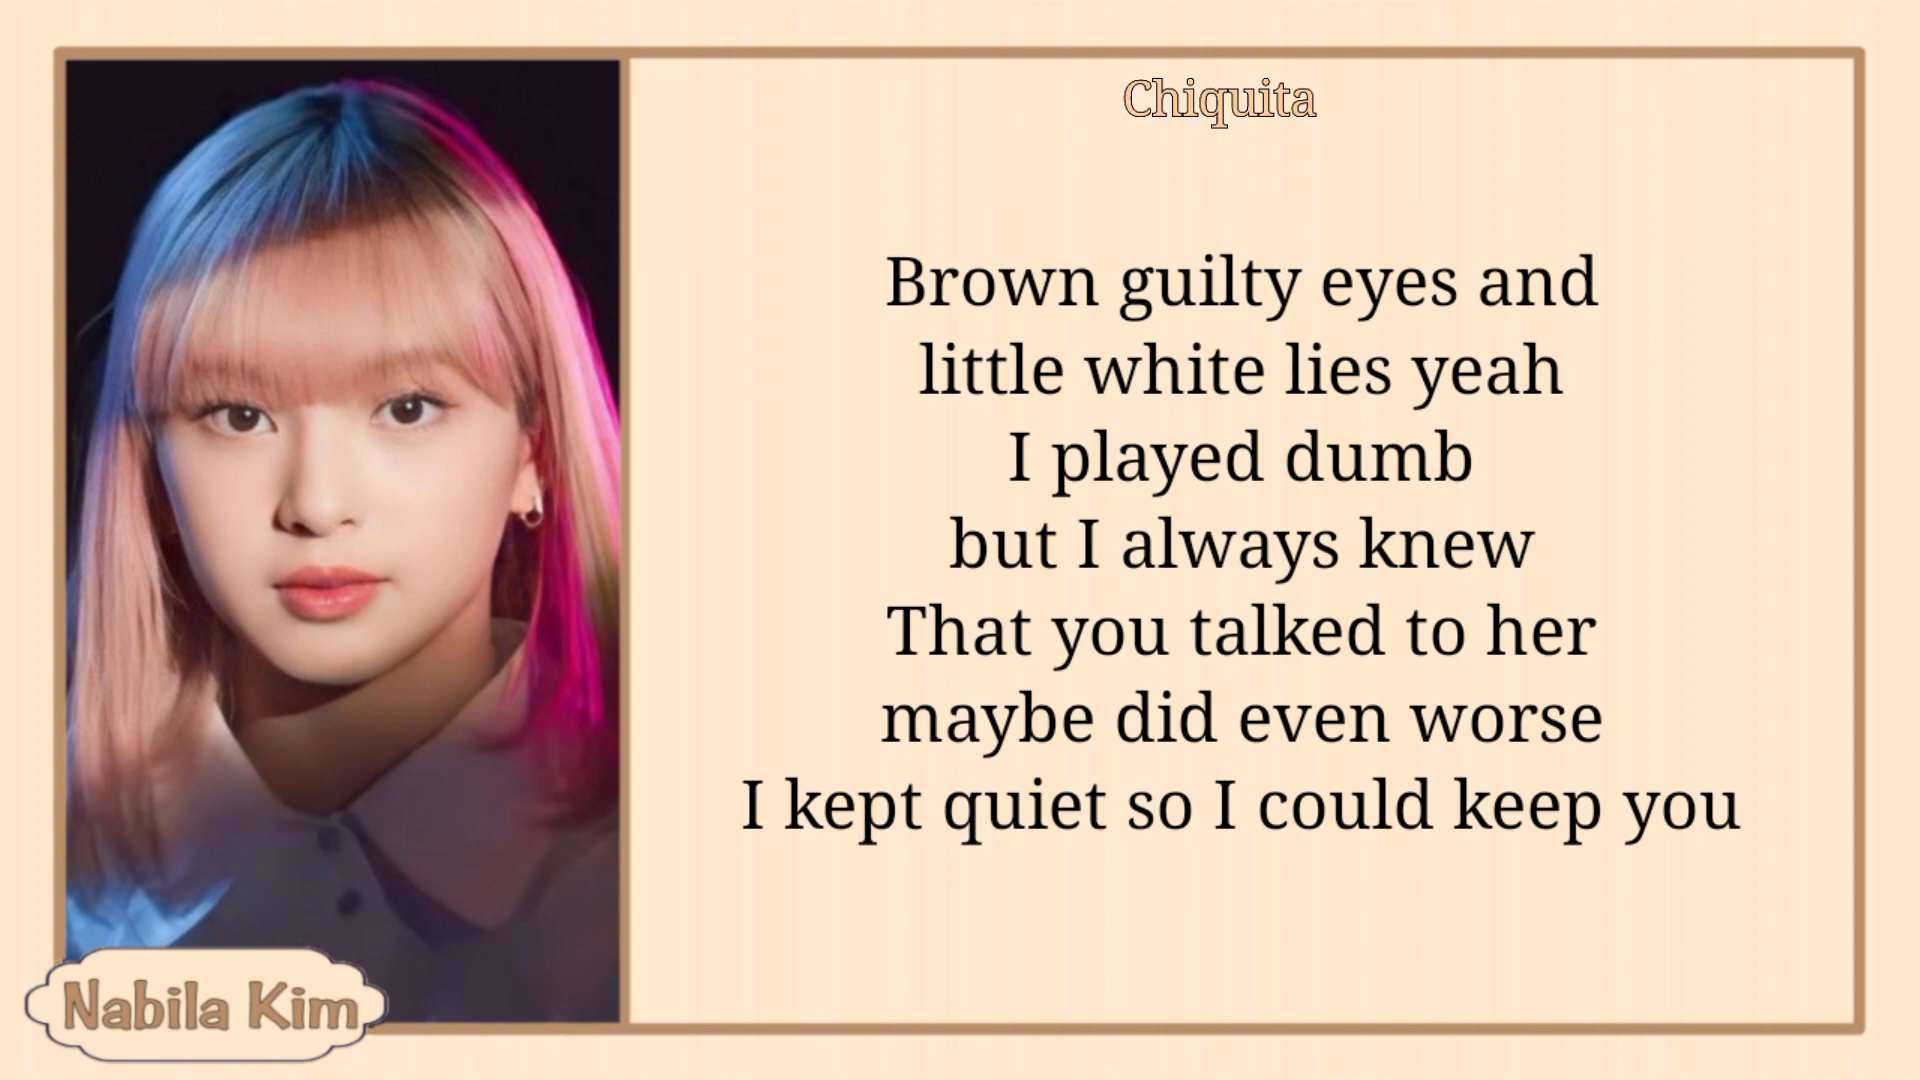 Chiquita
Brown guilty eyes and
little white lies yeah
I played dumb
but I always knew
That you talked to her
maybe did even worse
I kept quiet so I could keep you
Nabila Kim